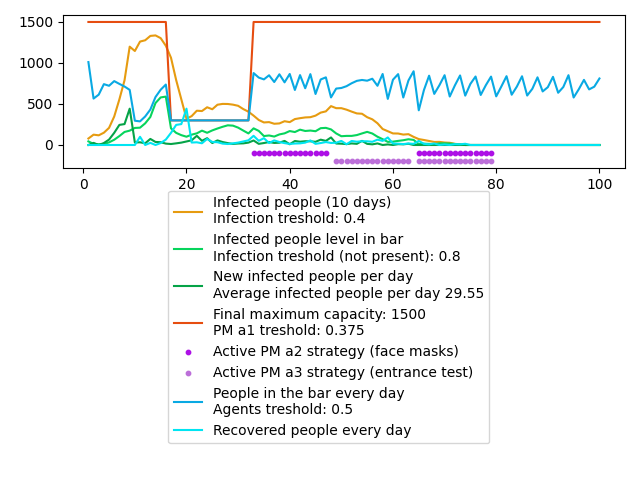 1500
1000
500
0
0 20 40 60 80 100
Infected people (10 days)
Infection treshold: 0.4
Infected people level in bar
Infection treshold (not present): 0.8
New infected people per day
Average infected people per day 29.55
Final maximum capacity: 1500
PM a1 treshold: 0.375
Active PM a2 strategy (face masks)
Active PM a3 strategy (entrance test)
People in the bar every day
Agents treshold: 0.5
Recovered people every day